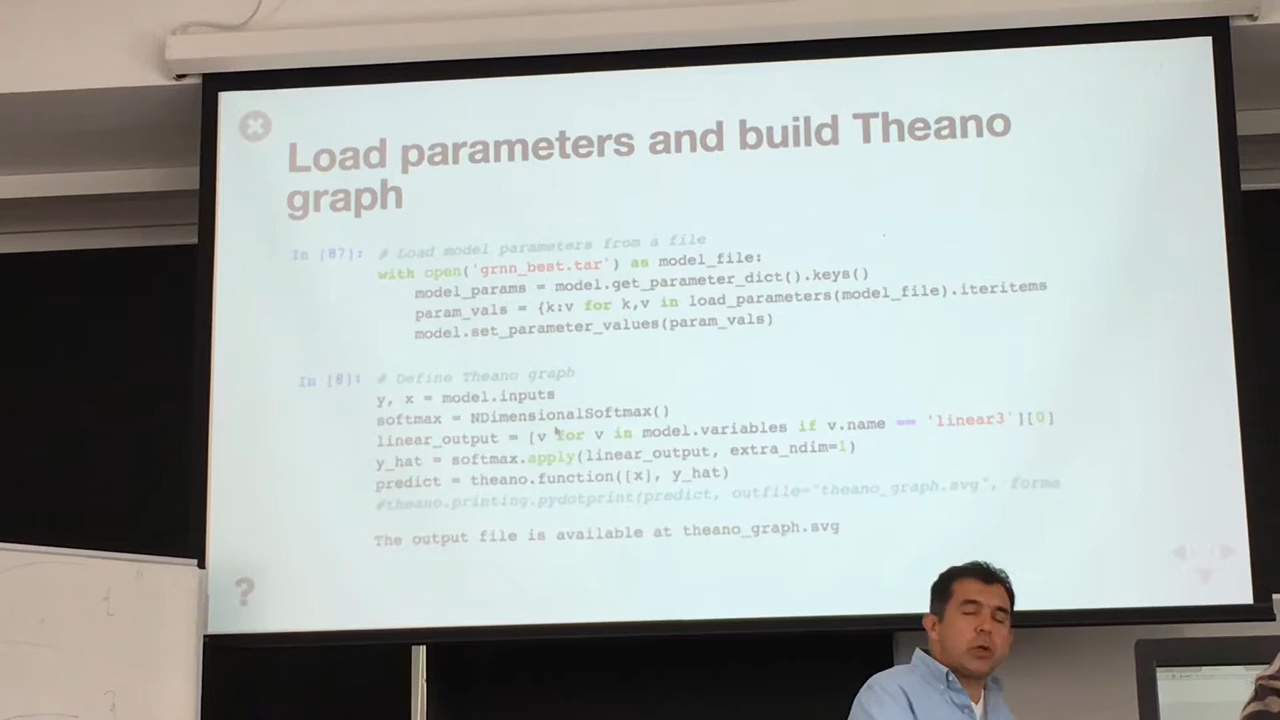 Load parameters and build Theano
graph
In [87]: # Load model parameters from a file
with open('grnn_best.tar') as model_file:
model_params = model.get_parameter_dict().keys()
param_vals = {k:v for k,v in load_parameters(model_file).iteritems
model.set_parameter_values(param_vals)
In [8]: # Define Theano graph
y, x = model.inputs
softmax = NDimensionalSoftmax()
linear_output = [v for v in model.variables if v.name == 'linear3'][0]
y_hat = softmax.apply(linear_output, extra_ndim=1)
predict = theano.function([x], y_hat)
#theano.printing.pydotprint(predict, outfile="theano_graph.svg", forma
The output file is available at theano_graph.svg
?